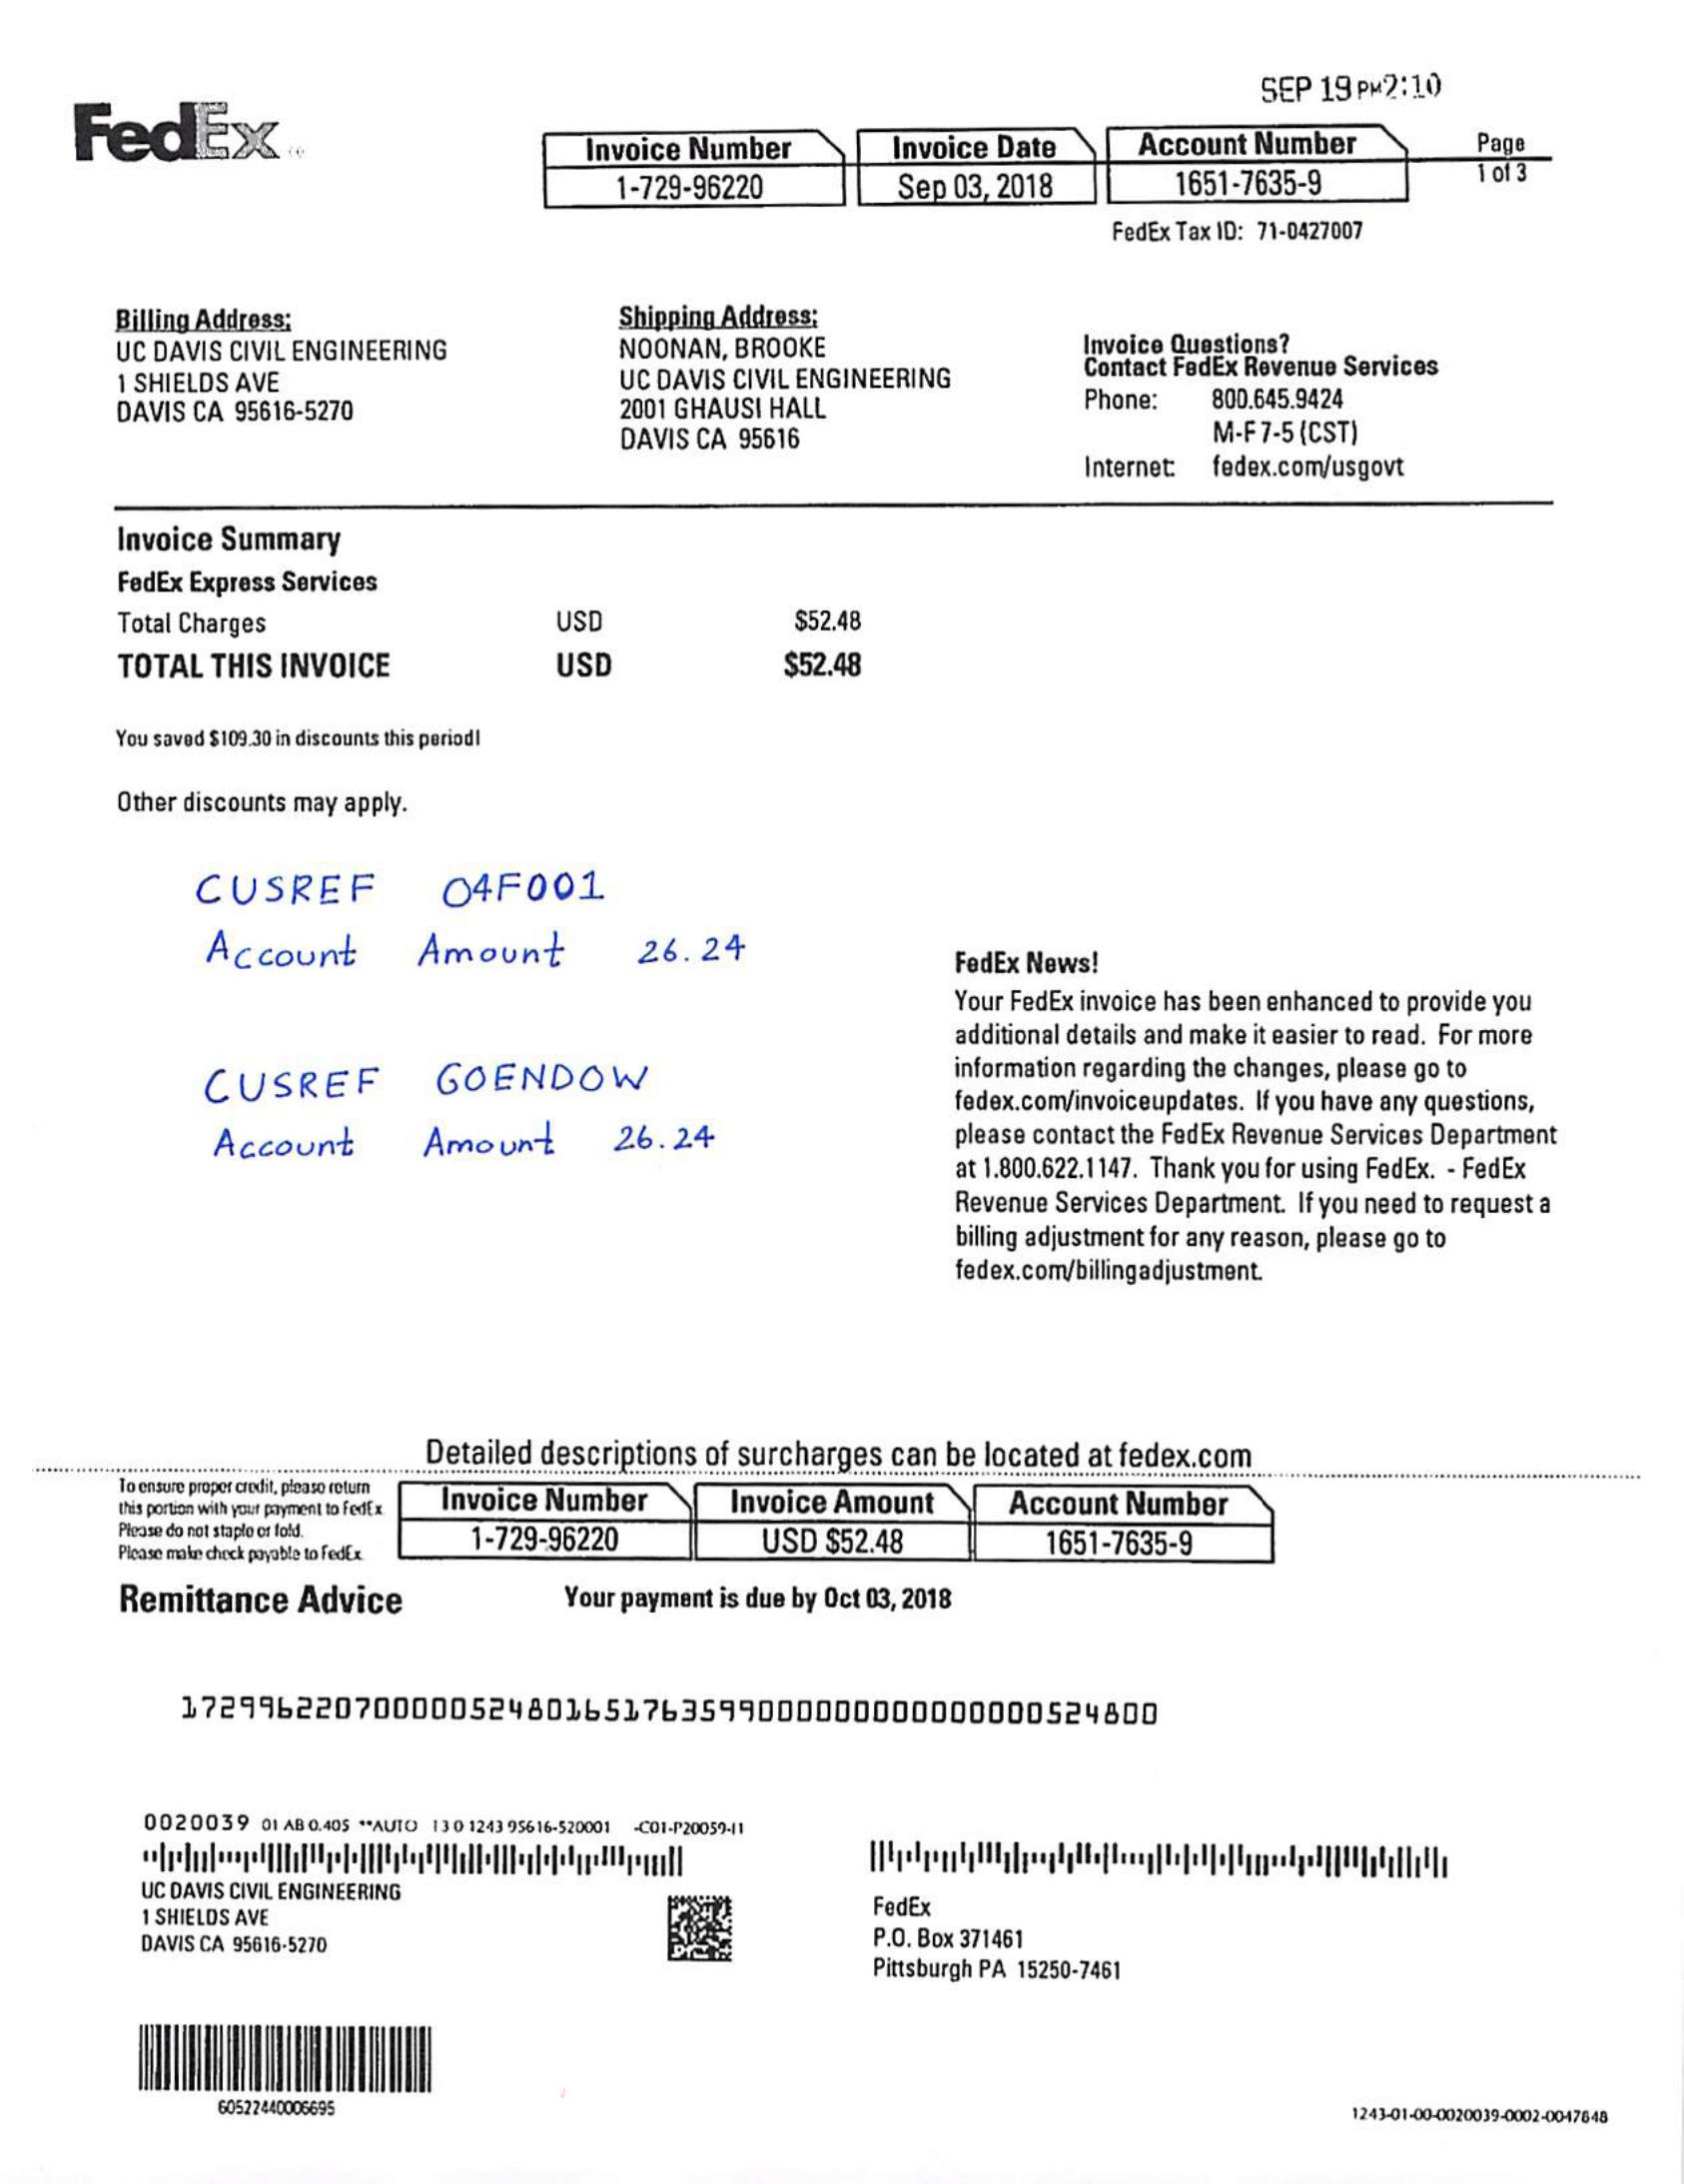 SEP 19 PM 2:10
FedEx
Invoice Number
1-729-96220
Invoice Date
Sep 03, 2018
Account Number
1651-7635-9
Page
1 of 3
FedEx Tax ID: 71-0427007
Billing Address:
UC DAVIS CIVIL ENGINEERING
1 SHIELDS AVE
DAVIS CA 95616-5270
Shipping Address:
NOONAN, BROOKE
UC DAVIS CIVIL ENGINEERING
2001 GHAUSI HALL
DAVIS CA 95616
Invoice Questions?
Contact FedEx Revenue Services
Phone: 800.645.9424
M-F 7-5 (CST)
Internet: fedex.com/usgovt
Invoice Summary
FedEx Express Services
Total Charges USD $52.48
TOTAL THIS INVOICE USD $52.48
You saved $109.30 in discounts this period!
Other discounts may apply.
CUSREF 04F001
Account Amount 26.24
CUSREF GOENDOW
Account Amount 26.24
FedEx News!
Your FedEx invoice has been enhanced to provide you
additional details and make it easier to read. For more
information regarding the changes, please go to
fedex.com/invoiceupdates. If you have any questions,
please contact the FedEx Revenue Services Department
at 1.800.622.1147. Thank you for using FedEx. - FedEx
Revenue Services Department. If you need to request a
billing adjustment for any reason, please go to
fedex.com/billingadjustment.
Detailed descriptions of surcharges can be located at fedex.com
To ensure proper credit, please return
this portion with your payment to FedEx.
Please do not staple or fold.
Please make check payable to FedEx.
Invoice Number
1-729-96220
Invoice Amount
USD $52.48
Account Number
1651-7635-9
Remittance Advice
Your payment is due by Oct 03, 2018
1729962207000005248016517635990000000000000000524800
0020039 01 AB 0.405 **AUTO 13 0 1243 95616-520001 -C01-P20059-I1
UC DAVIS CIVIL ENGINEERING
1 SHIELDS AVE
DAVIS CA 95616-5270
FedEx
P.O. Box 371461
Pittsburgh PA 15250-7461
60522440006695
1243-01-00-0020039-0002-0047648